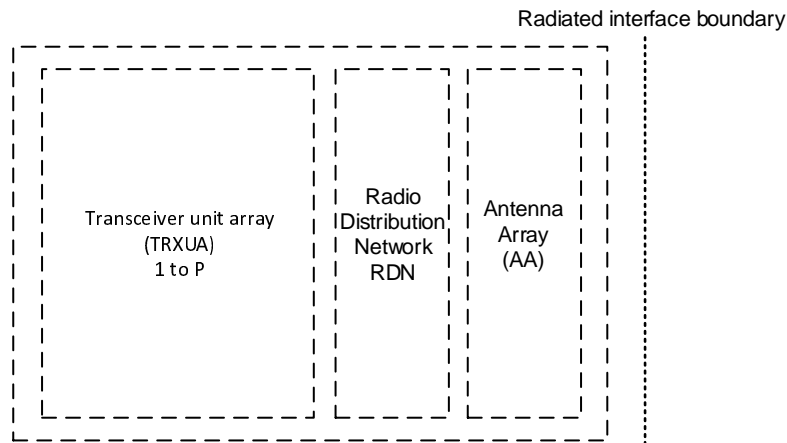 Radiated interface boundary
Transceiver unit array
(TRXUA)
1 to P
Radio
Distribution
Network
RDN
Antenna
Array
(AA)